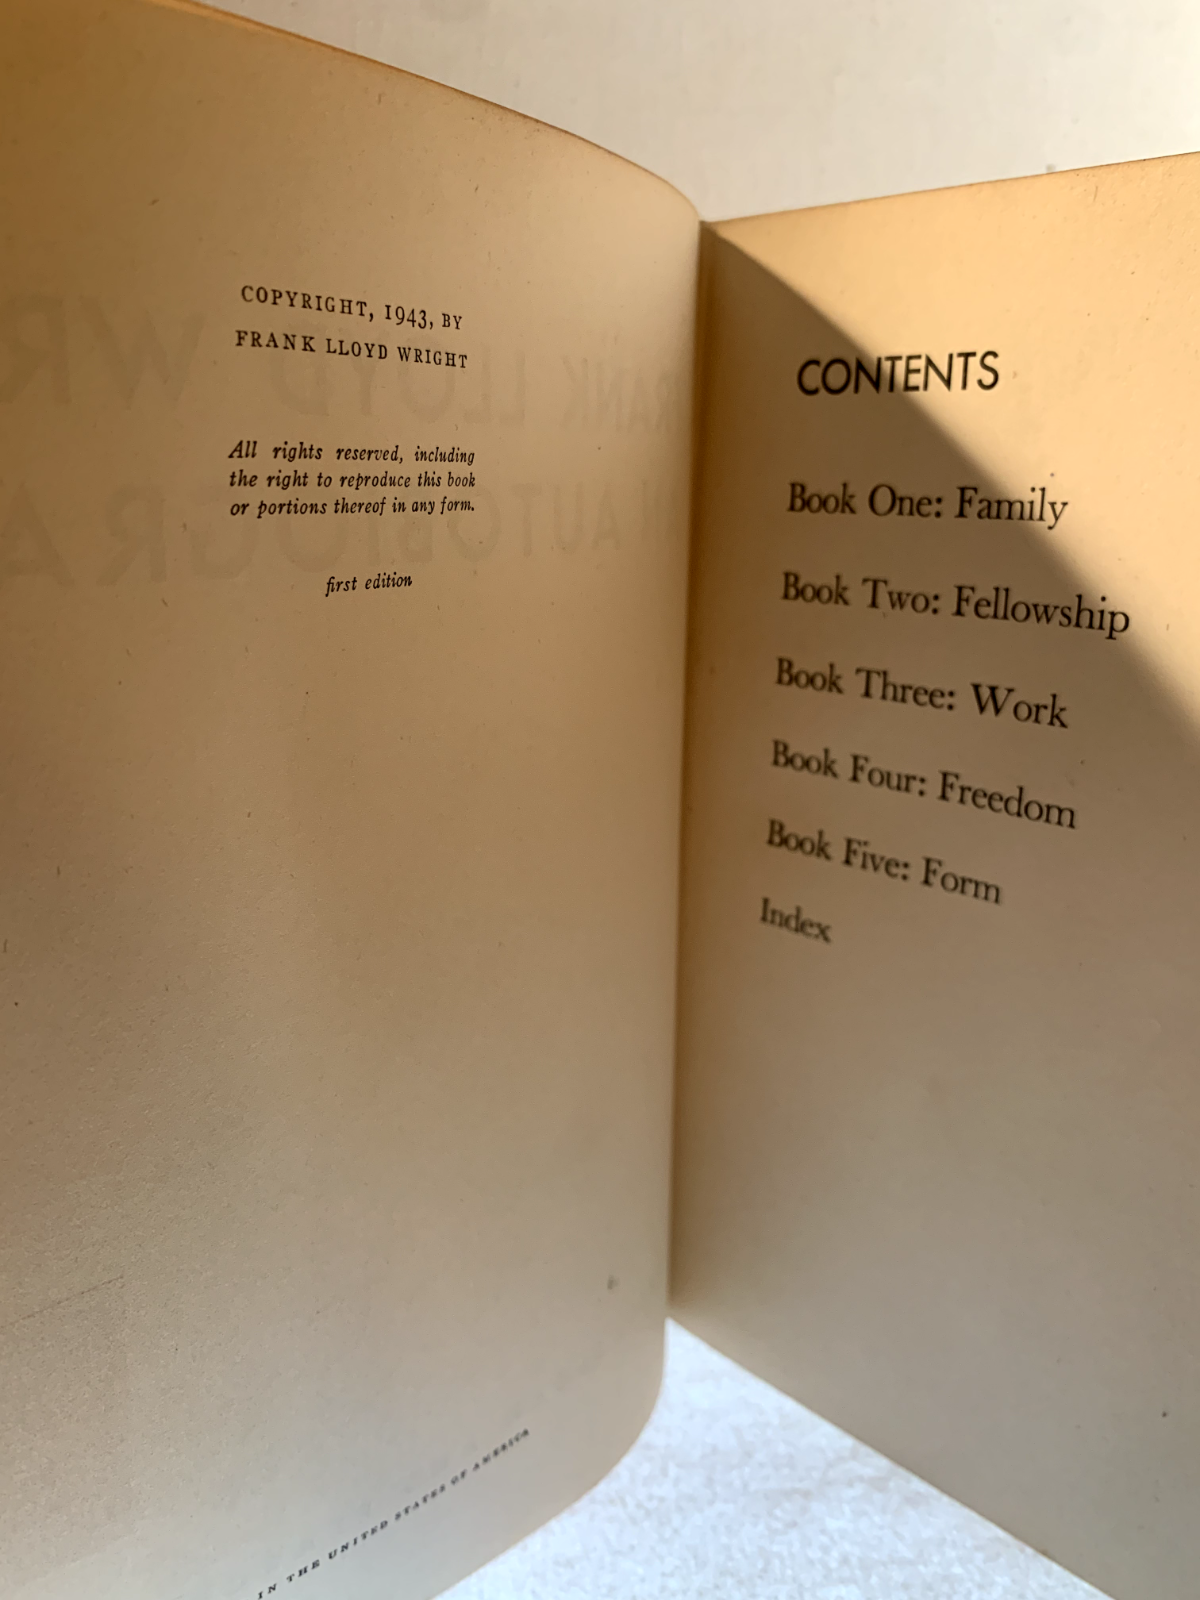 COPYRIGHT, 1943, BY
FRANK LLOYD WRIGHT
All rights reserved, including
the right to reproduce this book
or portions thereof in any form.
first edition
IN THE UNITED STATES OF AMERICA
CONTENTS
Book One: Family
Book Two: Fellowship
Book Three: Work
Book Four: Freedom
Book Five: Form
Index